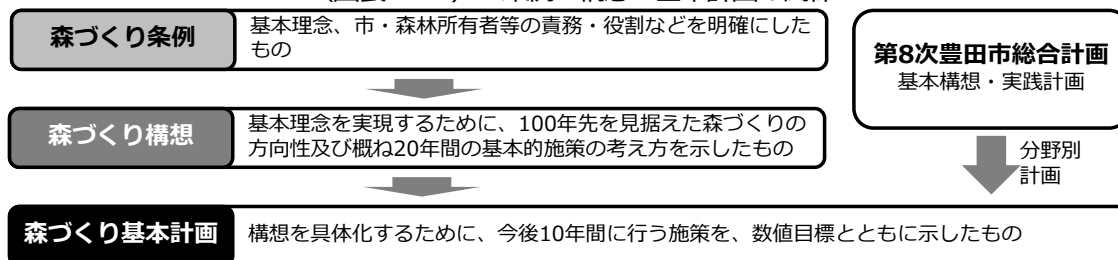 森づくり条例
基本理念、市・森林所有者等の責務・役割などを明確にした
もの
第8次豊田市総合計画
基本構想・実践計画
森づくり構想
基本理念を実現するために、100年先を見据えた森づくりの
方向性及び概ね20年間の基本的施策の考え方を示したもの
分野別
計画
森づくり基本計画
構想を具体化するために、今後10年間に行う施策を、数値目標とともに示したもの